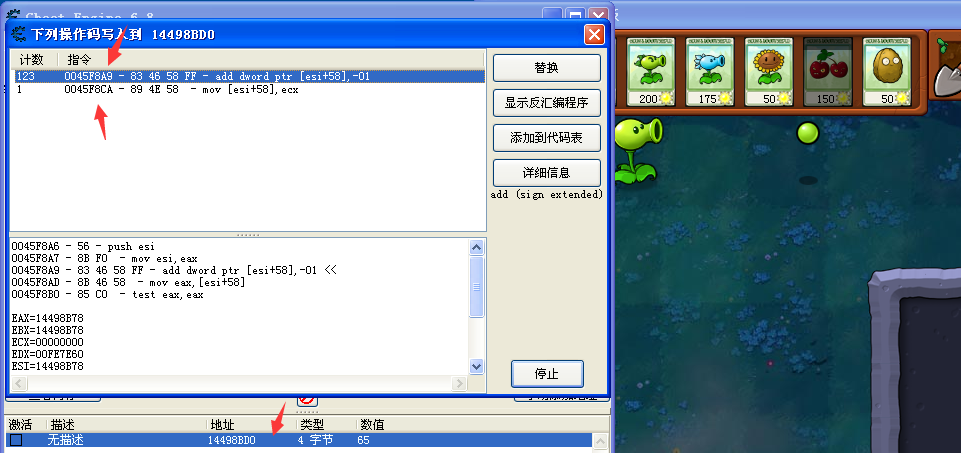 Cheat Engine 6.8
下列操作码写入到 14498BD0
计数 指令
123 0045F8A9 - 83 46 58 FF - add dword ptr [esi+58],-01
1 0045F8CA - 89 4E 58 - mov [esi+58],ecx
替换
显示反汇编程序
添加到代码表
详细信息
add (sign extended)
0045F8A6 - 56 - push esi
0045F8A7 - 8B F0 - mov esi,eax
0045F8A9 - 83 46 58 FF - add dword ptr [esi+58],-01 <<
0045F8AD - 8B 46 58 - mov eax,[esi+58]
0045F8B0 - 85 C0 - test eax,eax
EAX=14498B78
EBX=14498B78
ECX=00000000
EDX=00FE7E60
ESI=14498B78
停止
激活 描述 地址 类型 数值
无描述 14498BD0 4 字节 65
200 175 50 150 50